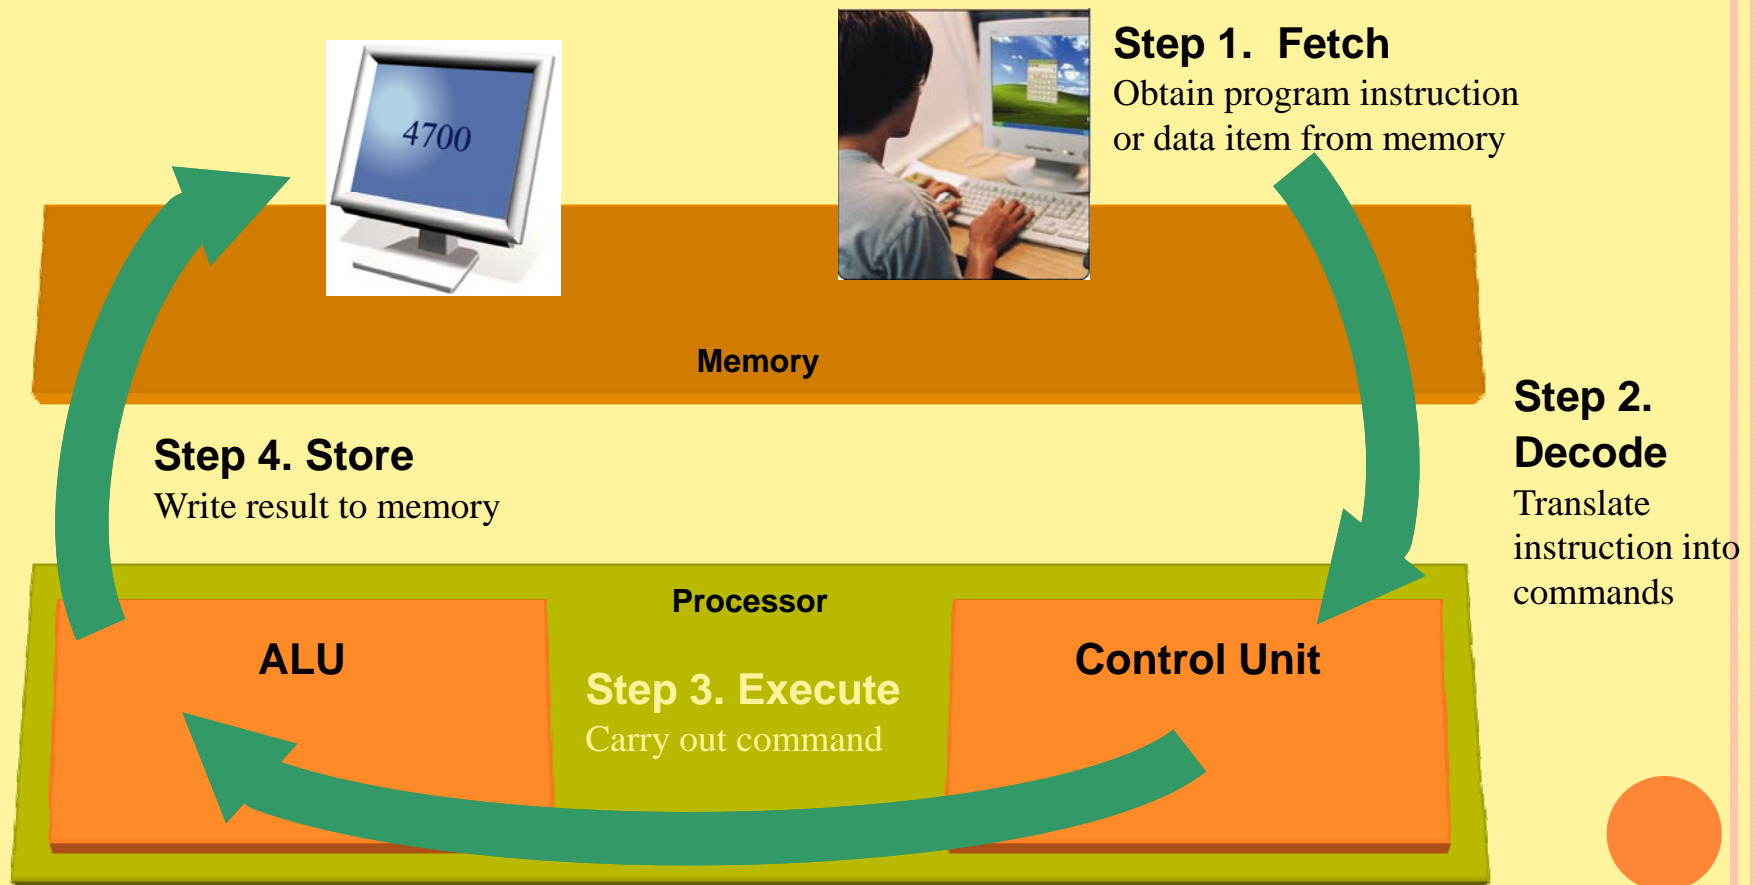 4700
Step 1. Fetch
Obtain program instruction
or data item from memory
Memory
Step 2.
Decode
Translate
instruction into
commands
Step 4. Store
Write result to memory
Processor
ALU
Control Unit
Step 3. Execute
Carry out command